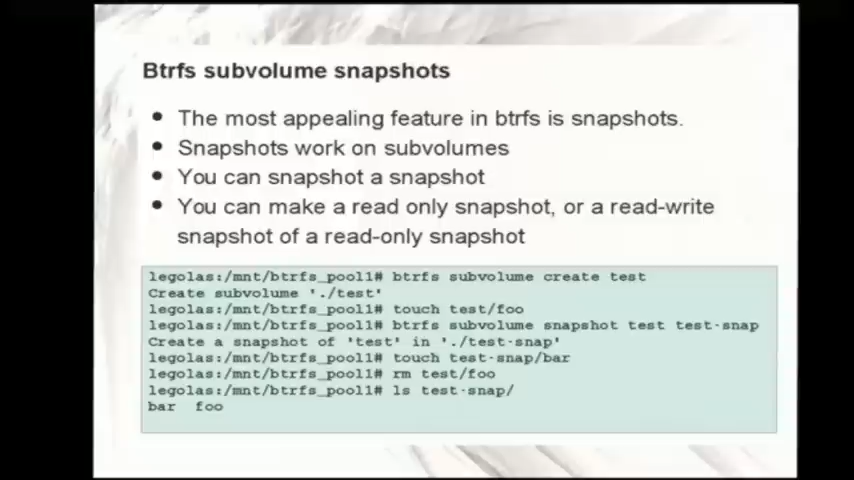 Btrfs subvolume snapshots
• The most appealing feature in btrfs is snapshots.
• Snapshots work on subvolumes
• You can snapshot a snapshot
• You can make a read only snapshot, or a read-write
snapshot of a read-only snapshot
legolas:/mnt/btrfs_pool1# btrfs subvolume create test
Create subvolume './test'
legolas:/mnt/btrfs_pool1# touch test/foo
legolas:/mnt/btrfs_pool1# btrfs subvolume snapshot test test-snap
Create a snapshot of 'test' in './test-snap'
legolas:/mnt/btrfs_pool1# touch test-snap/bar
legolas:/mnt/btrfs_pool1# rm test/foo
legolas:/mnt/btrfs_pool1# ls test-snap/
bar  foo